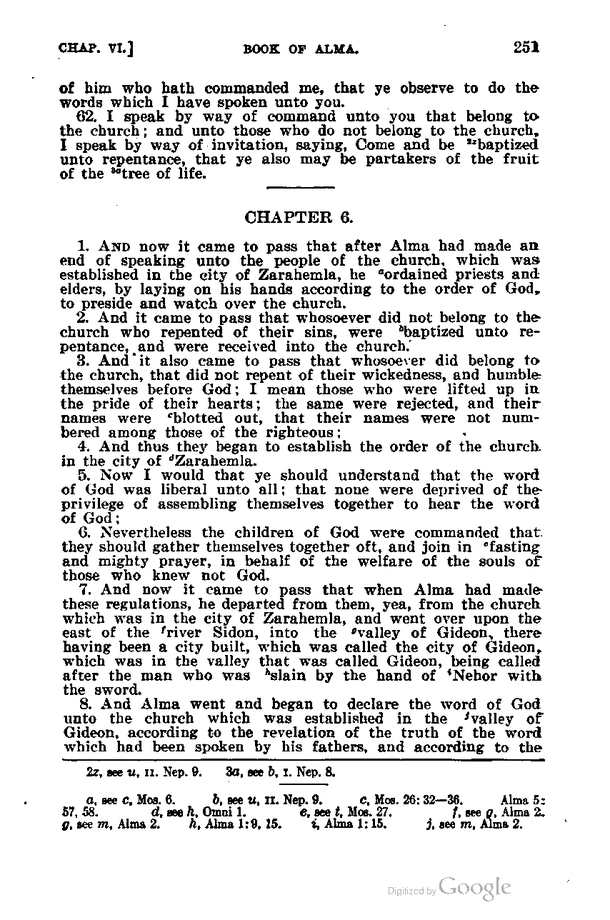 CHAP. VI.] BOOK OF ALMA. 251
of him who hath commanded me, that ye observe to do the
words which I have spoken unto you.
62. I speak by way of command unto you that belong to
the church; and unto those who do not belong to the church,
I speak by way of invitation, saying, Come and be ²ᶻbaptized
unto repentance, that ye also may be partakers of the fruit
of the ³ᵃtree of life.
CHAPTER 6.
1. AND now it came to pass that after Alma had made an
end of speaking unto the people of the church, which was
established in the city of Zarahemla, he ᵃordained priests and
elders, by laying on his hands according to the order of God,
to preside and watch over the church.
2. And it came to pass that whosoever did not belong to the
church who repented of their sins, were ᵇbaptized unto re-
pentance, and were received into the church.
3. And it also came to pass that whosoever did belong to
the church, that did not repent of their wickedness, and humble
themselves before God; I mean those who were lifted up in
the pride of their hearts; the same were rejected, and their
names were ᶜblotted out, that their names were not num-
bered among those of the righteous;
4. And thus they began to establish the order of the church
in the city of ᵈZarahemla.
5. Now I would that ye should understand that the word
of God was liberal unto all; that none were deprived of the
privilege of assembling themselves together to hear the word
of God;
6. Nevertheless the children of God were commanded that
they should gather themselves together oft, and join in ᵉfasting
and mighty prayer, in behalf of the welfare of the souls of
those who knew not God.
7. And now it came to pass that when Alma had made
these regulations, he departed from them, yea, from the church
which was in the city of Zarahemla, and went over upon the
east of the ᶠriver Sidon, into the ᵍvalley of Gideon, there
having been a city built, which was called the city of Gideon,
which was in the valley that was called Gideon, being called
after the man who was ʰslain by the hand of ⁱNehor with
the sword.
8. And Alma went and began to declare the word of God
unto the church which was established in the ʲvalley of
Gideon, according to the revelation of the truth of the word
which had been spoken by his fathers, and according to the
2z, see u, II. Nep. 9. 3a, see b, I. Nep. 8.
a, see c, Mos. 6. b, see u, II. Nep. 9. c, Mos. 26: 32—36. Alma 5:
57, 58. d, see h, Omni 1. e, see t, Mos. 27. f, see g, Alma 2.
g, see m, Alma 2. h, Alma 1:9, 15. i, Alma 1:15. j, see m, Alma 2.
Digitized by Google